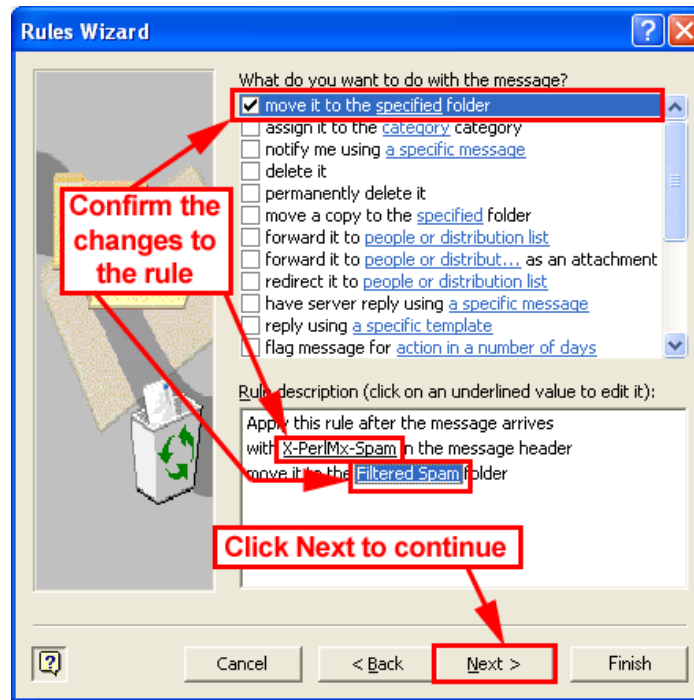 Rules Wizard
What do you want to do with the message?
move it to the specified folder
assign it to the category category
notify me using a specific message
delete it
permanently delete it
move a copy to the specified folder
forward it to people or distribution list
forward it to people or distribut... as an attachment
redirect it to people or distribution list
have server reply using a specific message
reply using a specific template
flag message for action in a number of days
Confirm the
changes to
the rule
Rule description (click on an underlined value to edit it):
Apply this rule after the message arrives
with X-PerlMx-Spam in the message header
move it to the Filtered Spam folder
Click Next to continue
Cancel
< Back
Next >
Finish